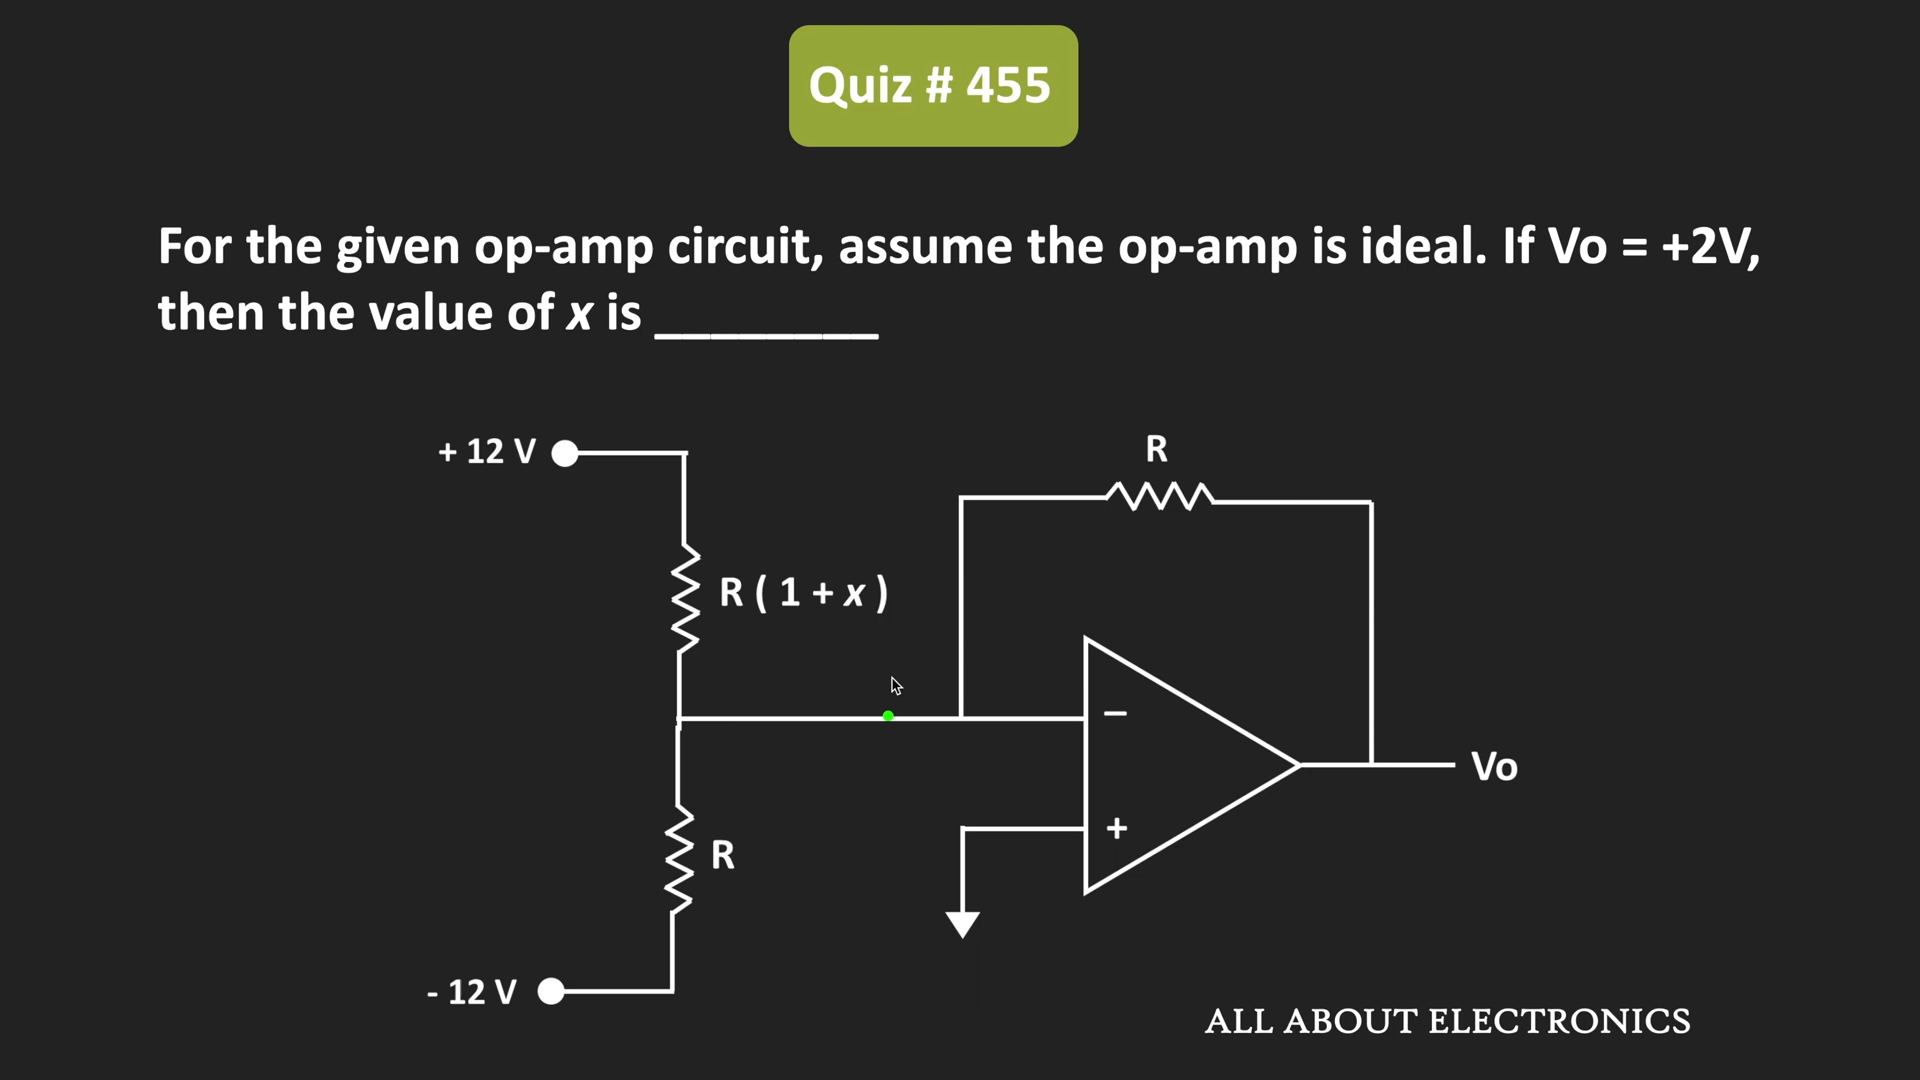 Quiz # 455
For the given op-amp circuit, assume the op-amp is ideal. If Vo = +2V,
then the value of x is ________
+ 12 V
R
R ( 1 + x )
−
Vo
+
R
- 12 V
ALL ABOUT ELECTRONICS